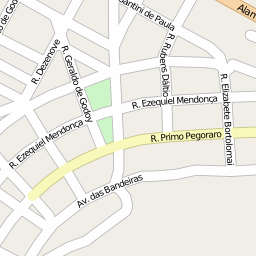 antini de Paula
Alam
R. Dezenove
R. Geraldo de Godoy
R. Rubens Dáltio
R. Elizabete Bortolomai
R. Ezequiel Mendonça
R. Ezequiel Mendonça
R. Primo Pegoraro
Av. das Bandeiras